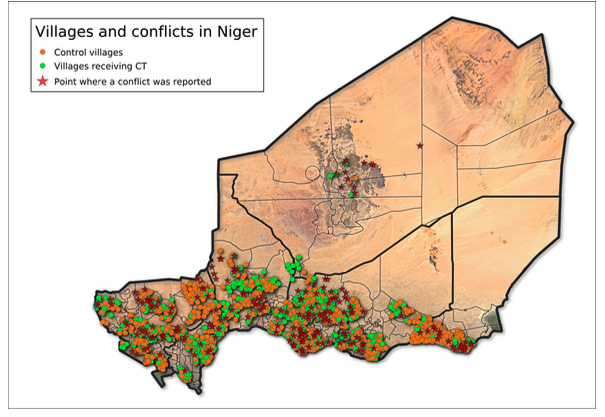 Villages and conflicts in Niger
Control villages
Villages receiving CT
Point where a conflict was reported